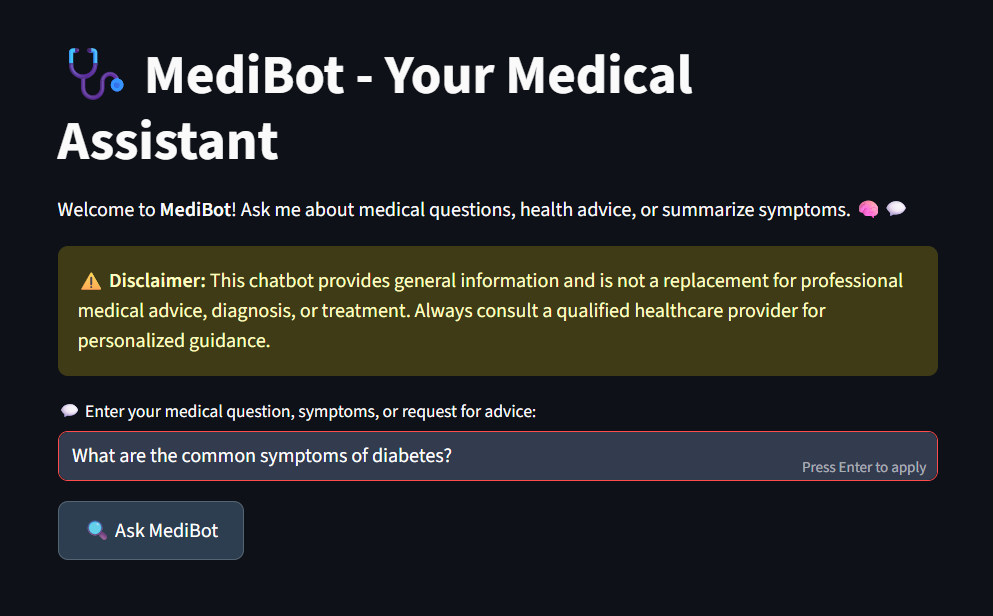 🩺 MediBot - Your Medical
Assistant
Welcome to MediBot! Ask me about medical questions, health advice, or summarize symptoms. 🧠 💬
⚠️ Disclaimer: This chatbot provides general information and is not a replacement for professional
medical advice, diagnosis, or treatment. Always consult a qualified healthcare provider for
personalized guidance.
💬 Enter your medical question, symptoms, or request for advice:
What are the common symptoms of diabetes?
Press Enter to apply
🔍 Ask MediBot